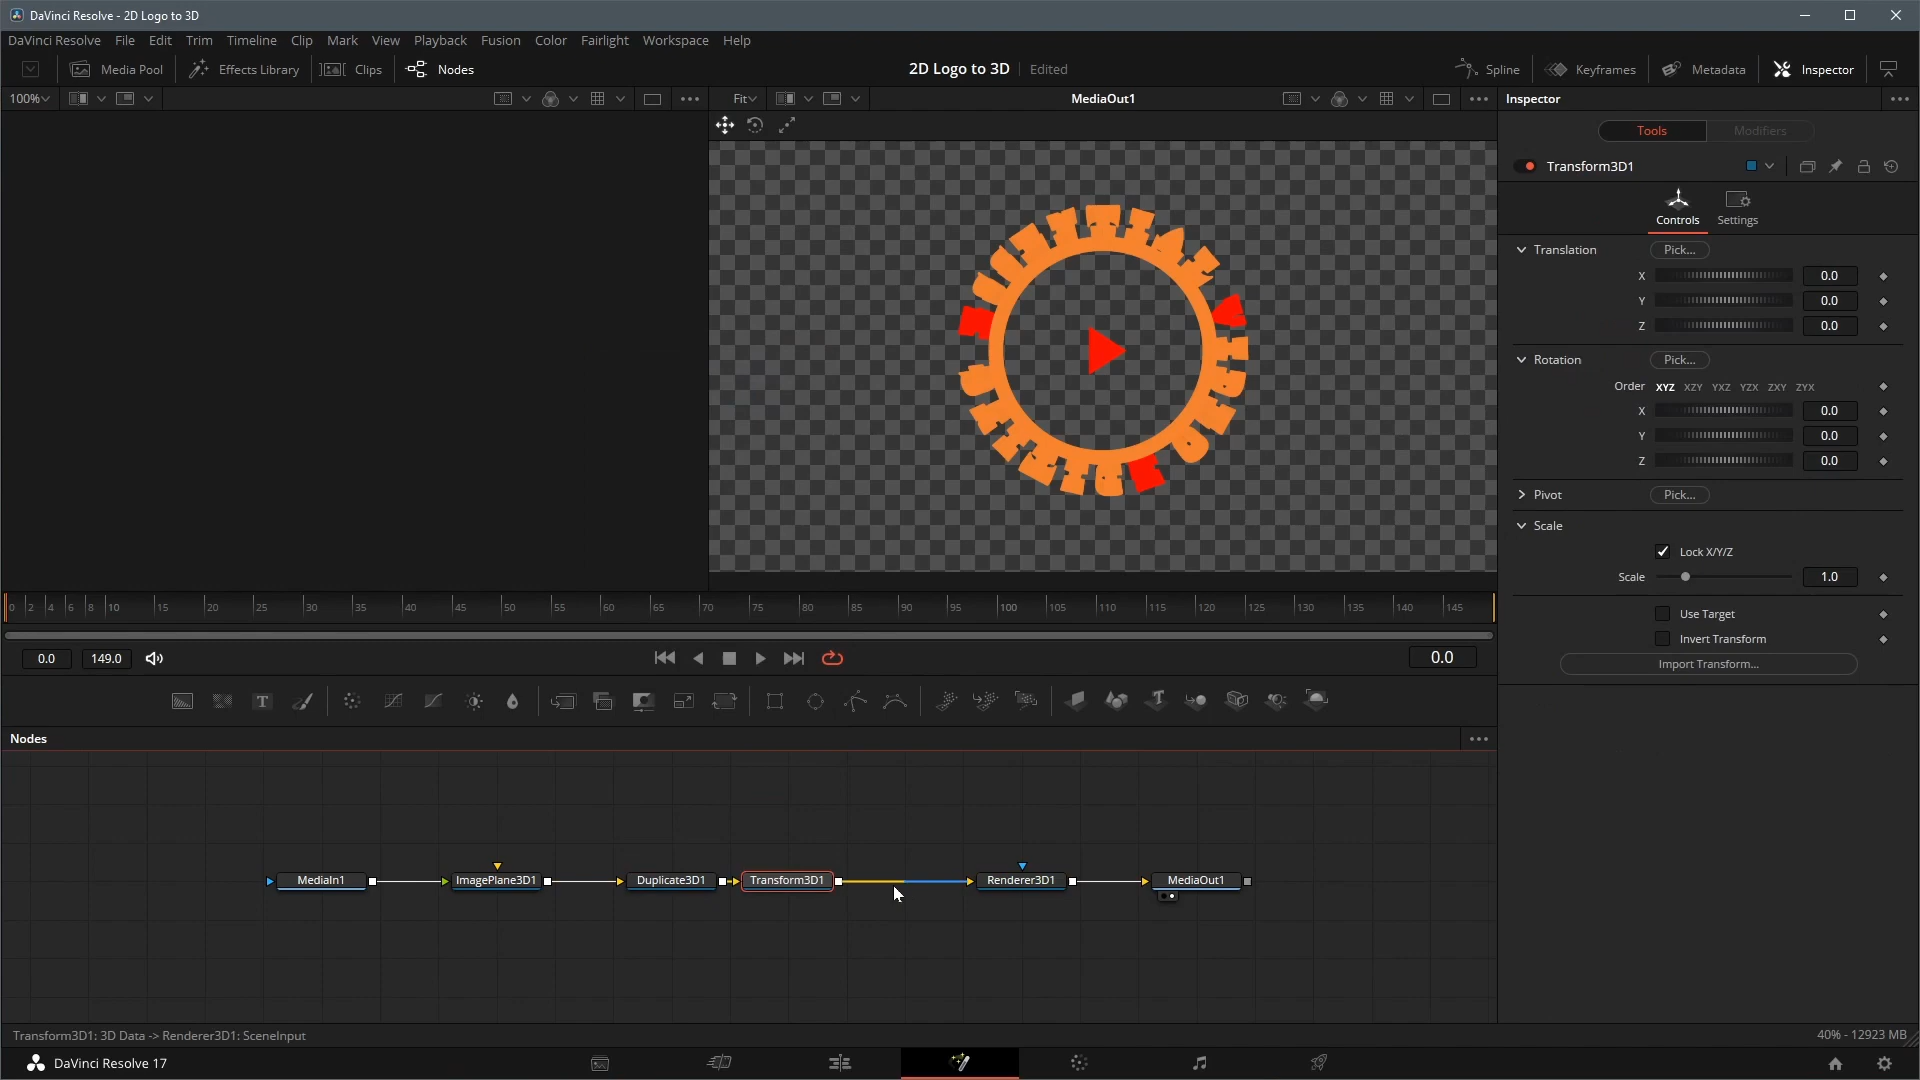 DaVinci Resolve - 2D Logo to 3D
DaVinci Resolve File Edit Trim Timeline Clip Mark View Playback Fusion Color Fairlight Workspace Help
Media Pool Effects Library Clips Nodes 2D Logo to 3D Edited Spline Keyframes Metadata Inspector
100% Fit MediaOut1 Inspector
Tools Modifiers
Transform3D1
Controls Settings
Translation Pick...
X 0.0
Y 0.0
Z 0.0
Rotation Pick...
Order XYZ XZY YXZ YZX ZXY ZYX
X 0.0
Y 0.0
Z 0.0
Pivot Pick...
Scale
Lock X/Y/Z
Scale 1.0
Use Target
Invert Transform
Import Transform...
0 2 4 6 8 10 15 20 25 30 35 40 45 50 55 60 65 70 75 80 85 90 95 100 105 110 115 120 125 130 135 140 145
0.0 149.0 0.0
Nodes
MediaIn1 ImagePlane3D1 Duplicate3D1 Transform3D1 Renderer3D1 MediaOut1
Transform3D1: 3D Data -> Renderer3D1: SceneInput 40% - 12923 MB
DaVinci Resolve 17